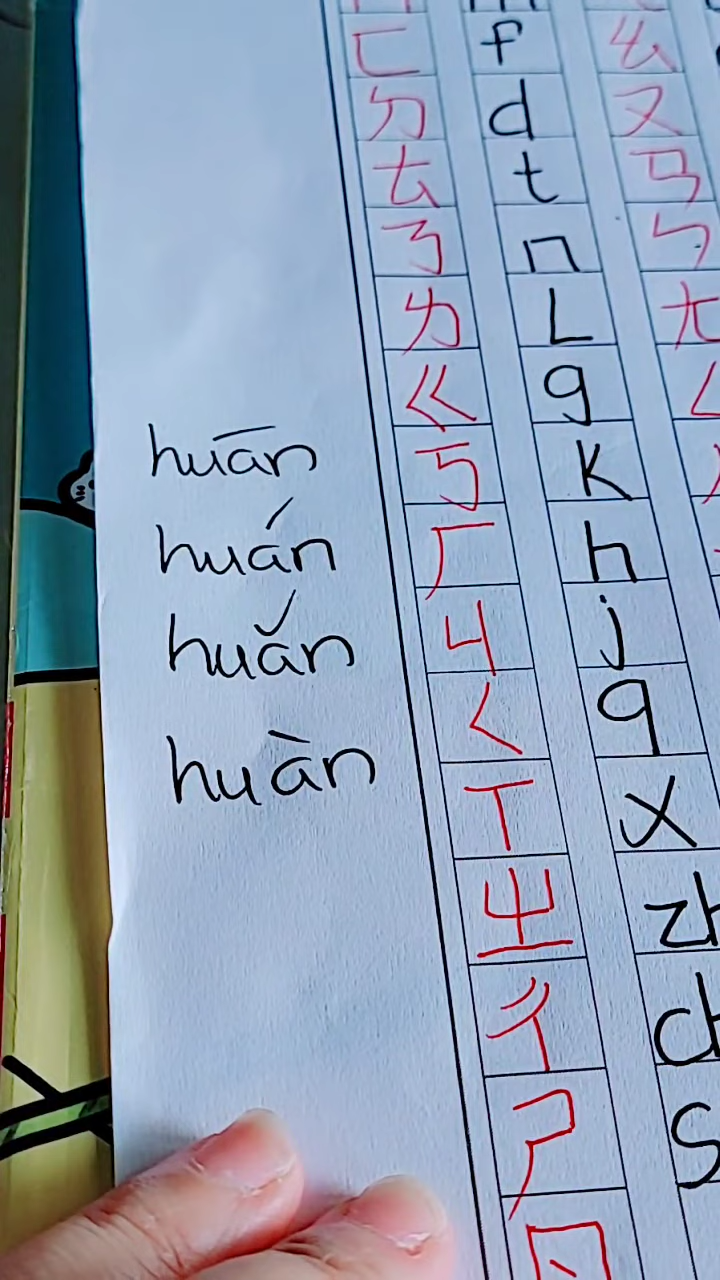 ㄈ f ㄠ
ㄉ d ㄡ
ㄊ t ㄢ
ㄋ n ㄣ
ㄌ L ㄤ
ㄍ g
huān ㄎ k
huán ㄏ h
huǎn ㄐ j
huàn ㄑ q
ㄒ x
ㄓ zh
ㄔ ch
ㄕ s
ㄖ